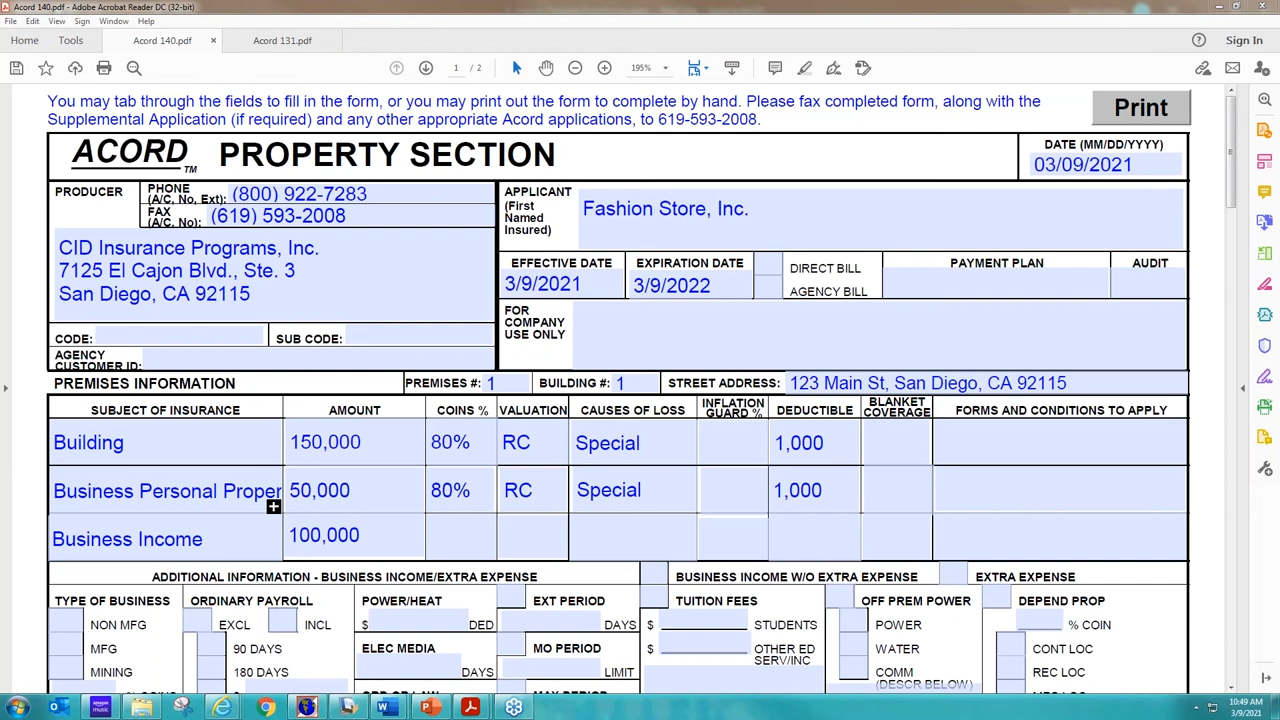 Acord 140.pdf - Adobe Acrobat Reader DC (32-bit)
File Edit View Sign Window Help
Home Tools Acord 140.pdf × Acord 131.pdf Sign In
1 / 2 195%
You may tab through the fields to fill in the form, or you may print out the form to complete by hand. Please fax completed form, along with the
Supplemental Application (if required) and any other appropriate Acord applications, to 619-593-2008.
Print
ACORD TM PROPERTY SECTION
DATE (MM/DD/YYYY)
03/09/2021
PRODUCER
PHONE (A/C, No, Ext): (800) 922-7283
FAX (A/C, No): (619) 593-2008
CID Insurance Programs, Inc.
7125 El Cajon Blvd., Ste. 3
San Diego, CA 92115
CODE: SUB CODE:
AGENCY
CUSTOMER ID:
APPLICANT
(First
Named
Insured)
Fashion Store, Inc.
EFFECTIVE DATE EXPIRATION DATE DIRECT BILL PAYMENT PLAN AUDIT
3/9/2021 3/9/2022 AGENCY BILL
FOR
COMPANY
USE ONLY
PREMISES INFORMATION PREMISES #: 1 BUILDING #: 1 STREET ADDRESS: 123 Main St, San Diego, CA 92115
SUBJECT OF INSURANCE AMOUNT COINS % VALUATION CAUSES OF LOSS INFLATION GUARD % DEDUCTIBLE BLANKET COVERAGE FORMS AND CONDITIONS TO APPLY
Building 150,000 80% RC Special 1,000
Business Personal Proper 50,000 80% RC Special 1,000
Business Income 100,000
ADDITIONAL INFORMATION - BUSINESS INCOME/EXTRA EXPENSE BUSINESS INCOME W/O EXTRA EXPENSE EXTRA EXPENSE
TYPE OF BUSINESS ORDINARY PAYROLL POWER/HEAT EXT PERIOD TUITION FEES OFF PREM POWER DEPEND PROP
NON MFG EXCL INCL $ DED DAYS $ STUDENTS POWER % COIN
MFG 90 DAYS ELEC MEDIA MO PERIOD $ OTHER ED SERV/INC WATER CONT LOC
MINING 180 DAYS DAYS LIMIT COMM REC LOC
(DESCR BELOW)
10:49 AM
3/9/2021